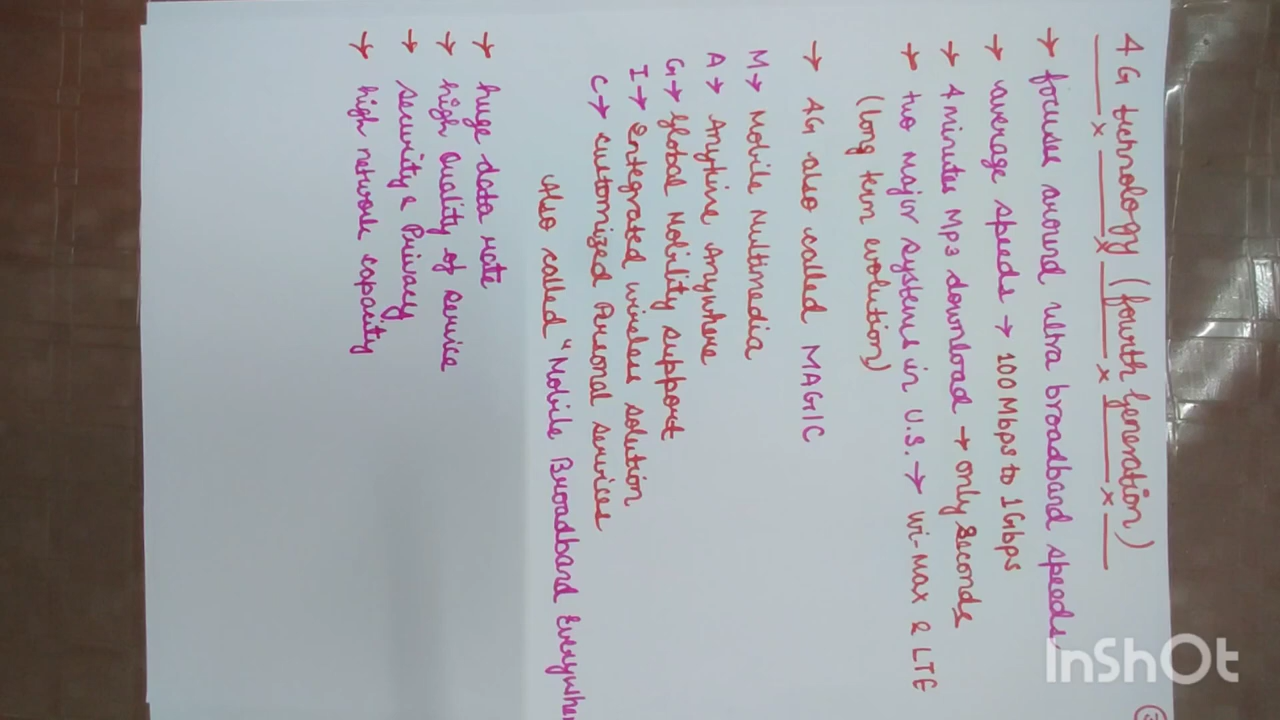 4G technology (fourth Generation)
→ focuses around ultra broadband speeds
→ average speeds → 100 Mbps to 1 Gbps
→ 4 minutes Mp3 download → only seconds
→ two major systems in U.S. → Wi-Max & LTE
(long term evolution)
→ 4G also called MAGIC
M → Mobile Multimedia
A → Anytime Anywhere
G → Global Mobility support
I → integrated wireless solution
C → customized Personal services
Also called "Mobile Broadband Everywhe
→ huge data rate
→ high Quality of service
→ security & Privacy
→ high network capacity
InShOt